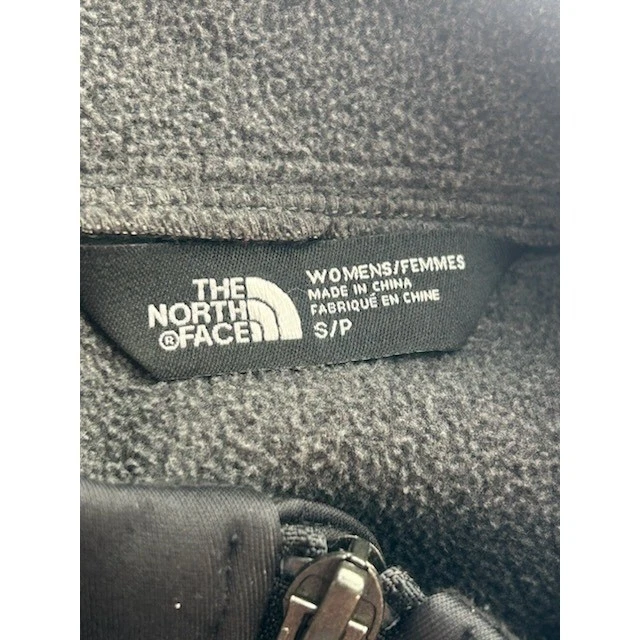 THE
NORTH
®FACE
WOMENS/FEMMES
MADE IN CHINA
FABRIQUÉ EN CHINE
S/P